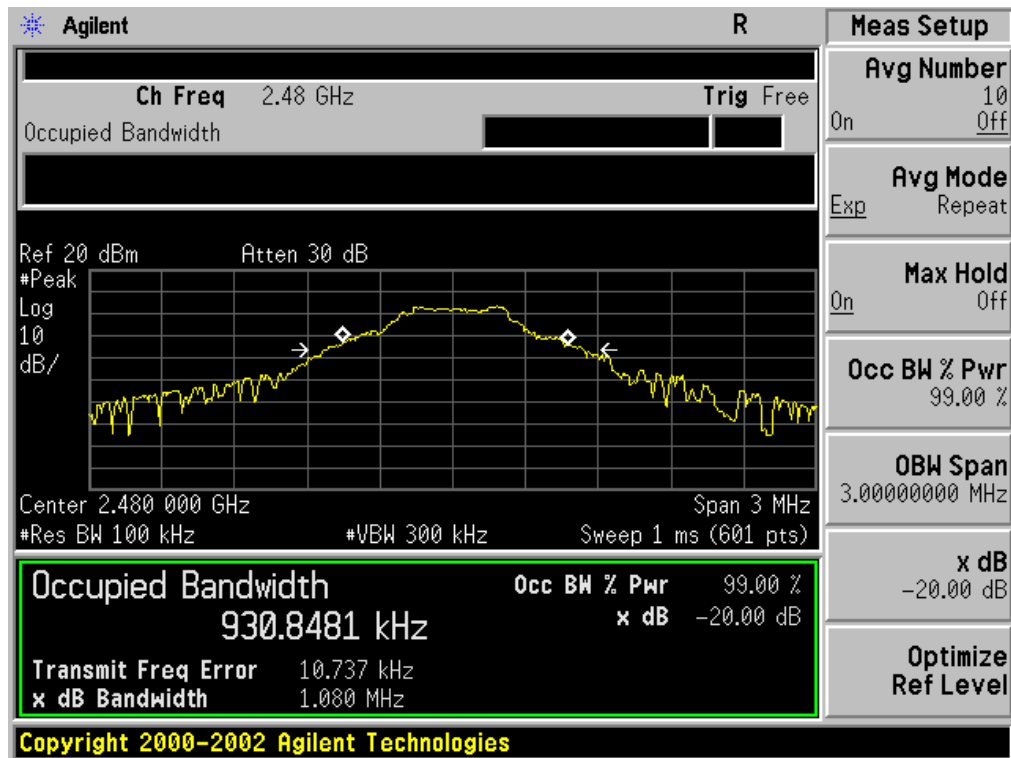 Agilent R Meas Setup
Ch Freq 2.48 GHz Trig Free
Occupied Bandwidth
Avg Number
10
On Off
Avg Mode
Exp Repeat
Max Hold
On Off
Occ BW % Pwr
99.00 %
OBW Span
3.00000000 MHz
x dB
-20.00 dB
Optimize
Ref Level
Ref 20 dBm Atten 30 dB
#Peak
Log
10
dB/
Center 2.480 000 GHz Span 3 MHz
#Res BW 100 kHz #VBW 300 kHz Sweep 1 ms (601 pts)
Occupied Bandwidth Occ BW % Pwr 99.00 %
930.8481 kHz x dB -20.00 dB
Transmit Freq Error 10.737 kHz
x dB Bandwidth 1.080 MHz
Copyright 2000-2002 Agilent Technologies